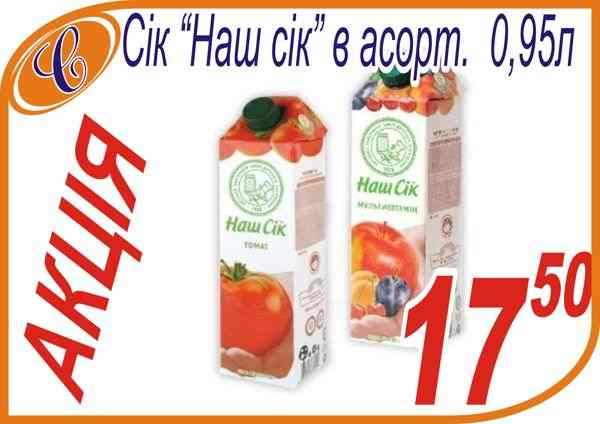 Сік “Наш сік” в асорт. 0,95л
АКЦІЯ
Наш Сік
ТОМАТ
Наш Сік
МУЛЬТИВІТАМІН
17 50